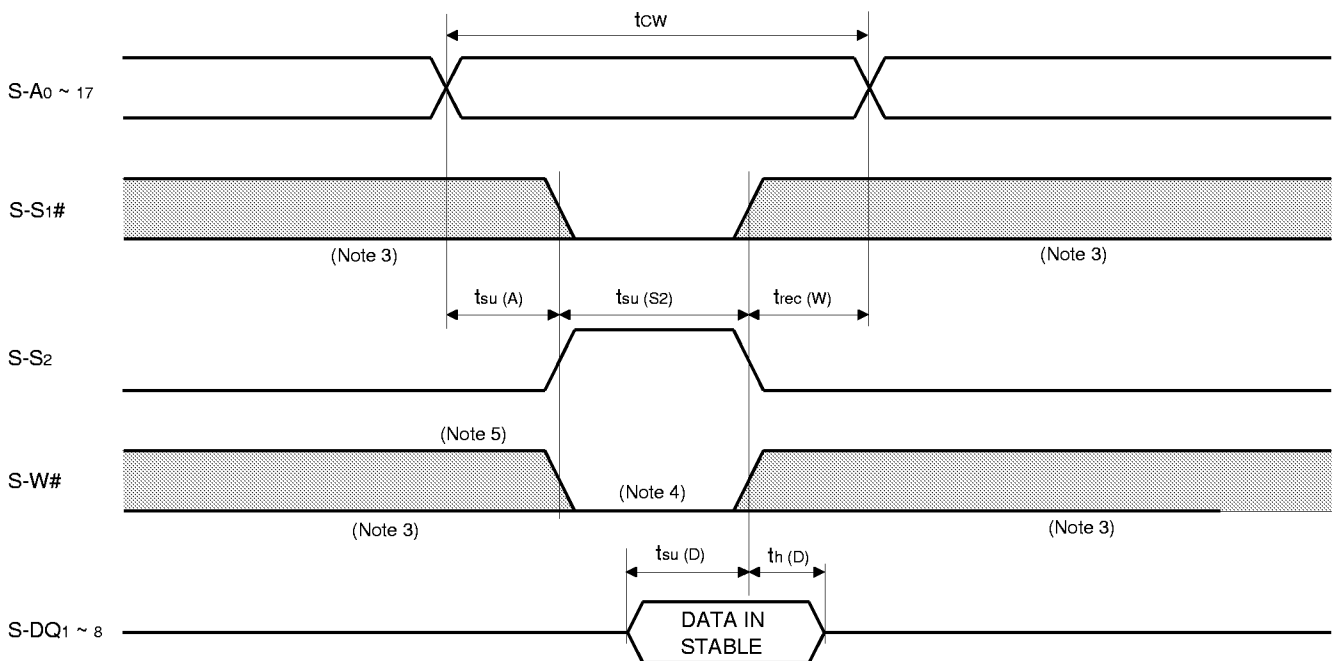 tCW
S-A0 ~ 17
S-S1#
(Note 3) (Note 3)
tsu (A) tsu (S2) trec (W)
S-S2
(Note 5)
S-W#
(Note 4)
(Note 3) (Note 3)
tsu (D) th (D)
S-DQ1 ~ 8
DATA IN
STABLE